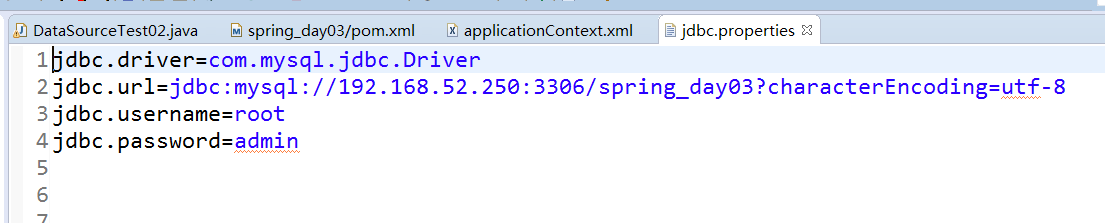 DataSourceTest02.java spring_day03/pom.xml applicationContext.xml jdbc.properties
1 jdbc.driver=com.mysql.jdbc.Driver
2 jdbc.url=jdbc:mysql://192.168.52.250:3306/spring_day03?characterEncoding=utf-8
3 jdbc.username=root
4 jdbc.password=admin
5
6
7